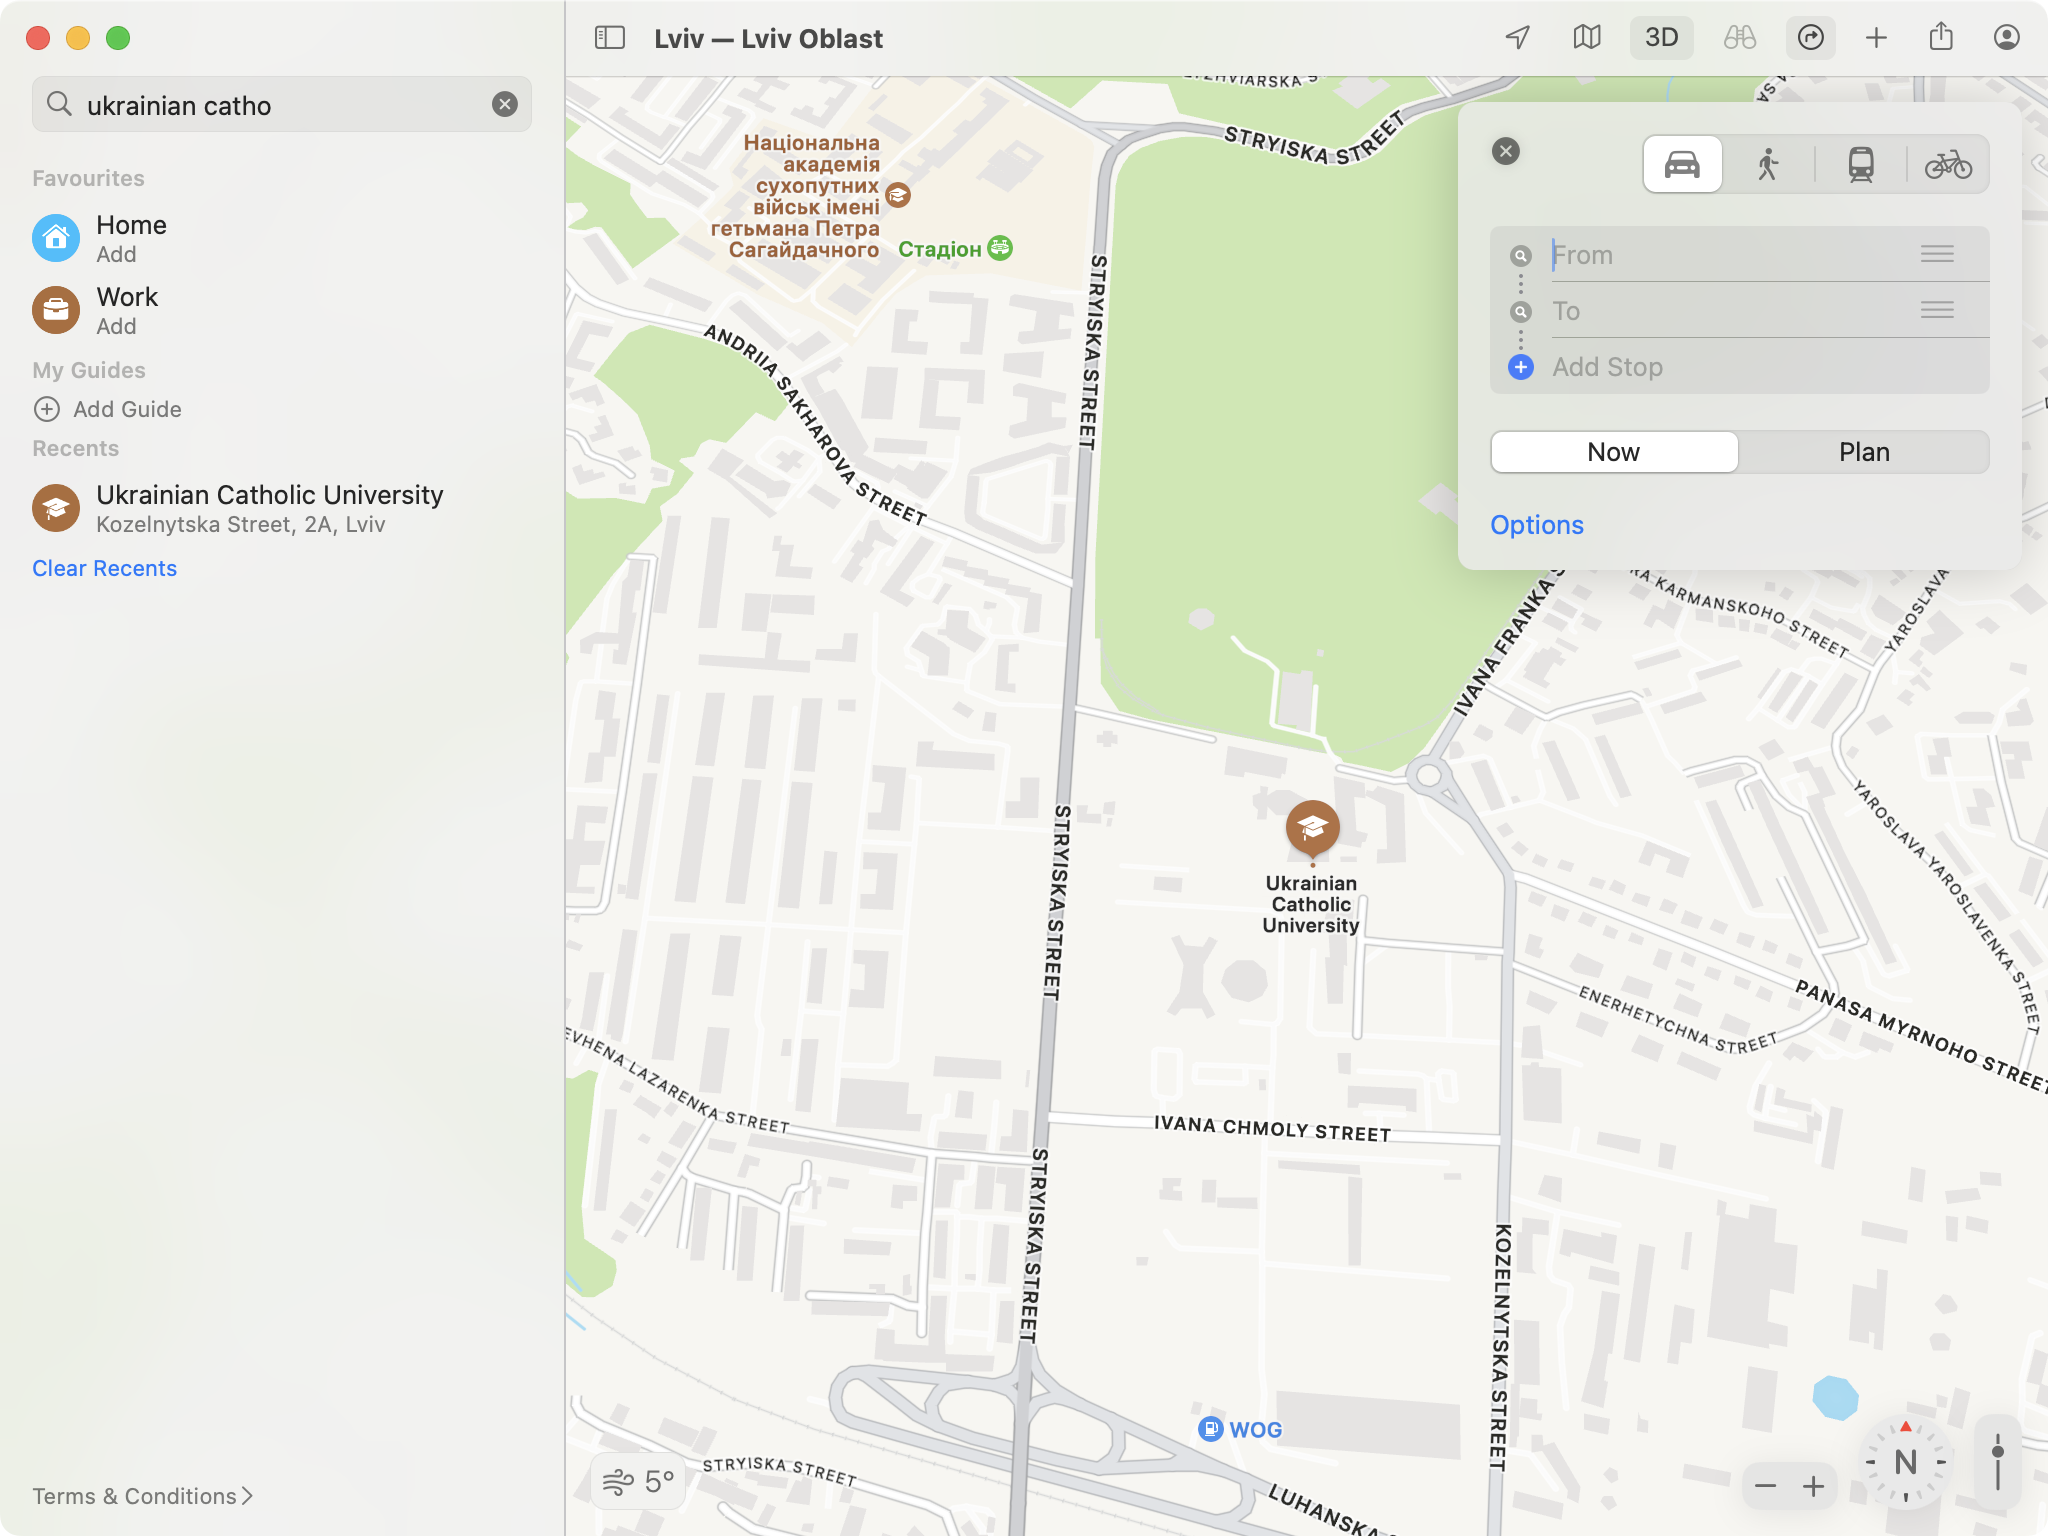 Lviv — Lviv Oblast
3D
ukrainian catho
Favourites
Home
Add
Work
Add
My Guides
Add Guide
Recents
Ukrainian Catholic University
Kozelnytska Street, 2A, Lviv
Clear Recents
Terms & Conditions
From
To
Add Stop
Now
Plan
Options
Національна
академія
сухопутних
військ імені
гетьмана Петра
Сагайдачного
Стадіон
STRYISKA STREET
STRYISKA STREET
ANDRIIA SAKHAROVA STREET
IVANA FRANKA
KARMANSKOHO STREET
YAROSLAVA
YAROSLAVA YAROSLAVENKA STREET
STRYISKA STREET
Ukrainian
Catholic
University
PANASA MYRNOHO STREET
ENERHETYCHNA STREET
EVHENA LAZARENKA STREET
IVANA CHMOLY STREET
STRYISKA STREET
KOZELNYTSKA STREET
WOG
STRYISKA STREET
LUHANSKA
5°
N